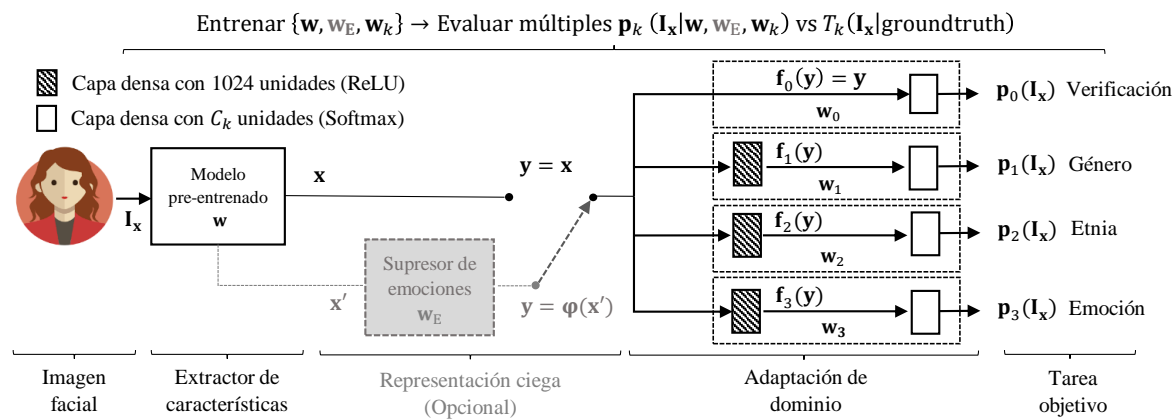 Entrenar {𝐰, 𝐰_E, 𝐰_k} → Evaluar múltiples 𝐩_k (𝐈_𝐱|𝐰, 𝐰_E, 𝐰_k) vs T_k(𝐈_𝐱|groundtruth)
Capa densa con 1024 unidades (ReLU)
Capa densa con C_k unidades (Softmax)
𝐈_𝐱
Modelo
pre-entrenado
𝐰
𝐱
𝐲 = 𝐱
𝐱′
Supresor de
emociones
𝐰_E
𝐲 = 𝛗(𝐱′)
𝐟_0(𝐲) = 𝐲
𝐰_0
𝐩_0(𝐈_𝐱) Verificación
𝐟_1(𝐲)
𝐰_1
𝐩_1(𝐈_𝐱) Género
𝐟_2(𝐲)
𝐰_2
𝐩_2(𝐈_𝐱) Etnia
𝐟_3(𝐲)
𝐰_3
𝐩_3(𝐈_𝐱) Emoción
Imagen
facial
Extractor de
características
Representación ciega
(Opcional)
Adaptación de
dominio
Tarea
objetivo